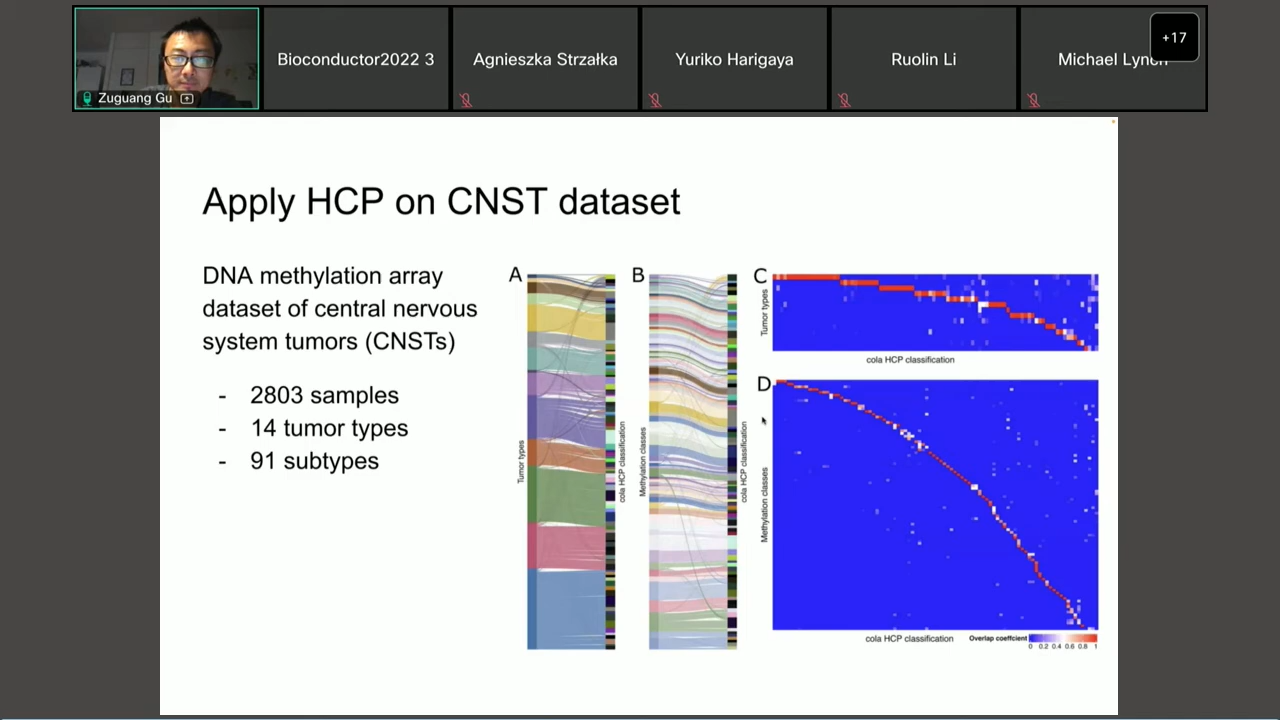 Zuguang Gu
Bioconductor2022 3
Agnieszka Strzałka
Yuriko Harigaya
Ruolin Li
Michael Lynch
+17
Apply HCP on CNST dataset
DNA methylation array
dataset of central nervous
system tumors (CNSTs)
- 2803 samples
- 14 tumor types
- 91 subtypes
A
Tumor types
cola HCP classification
B
Methylation classes
cola HCP classification
C
Tumor types
cola HCP classification
D
Methylation classes
cola HCP classification
Overlap coeffcient
0 0.2 0.4 0.6 0.8 1